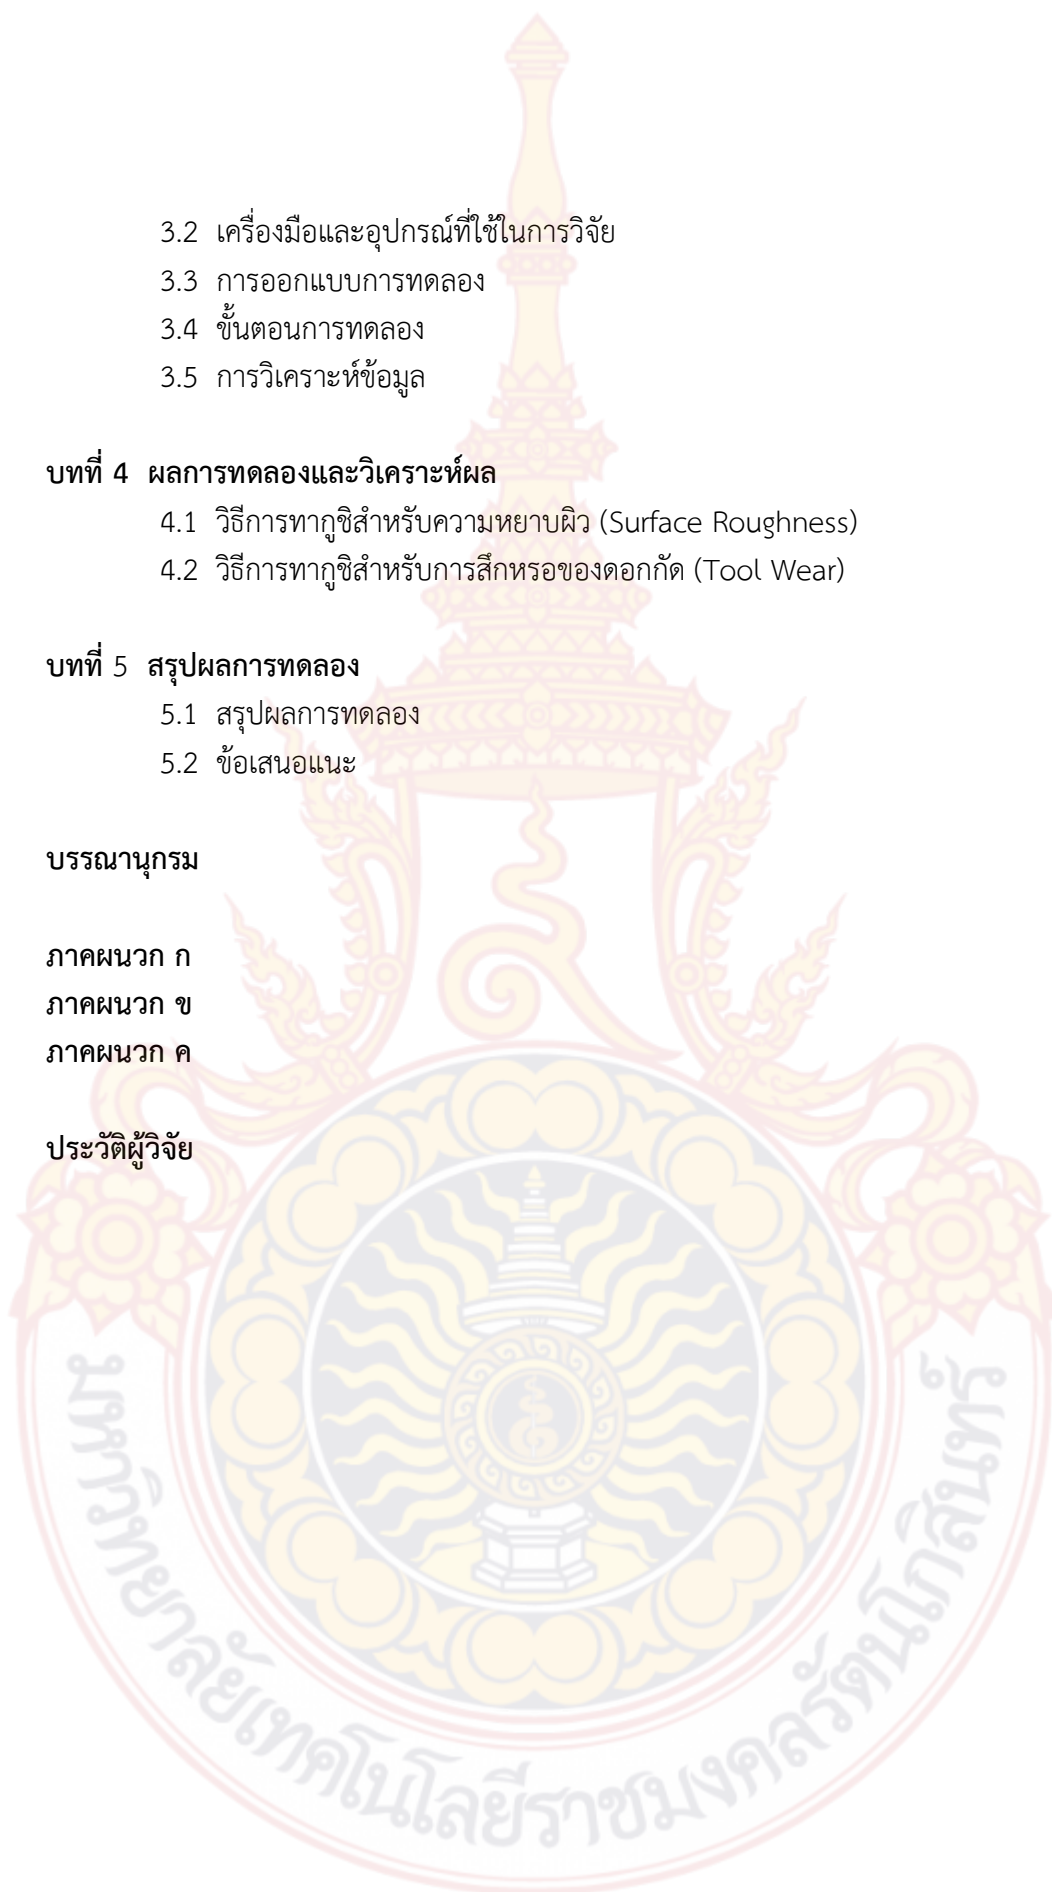 3.2 เครื่องมือและอุปกรณ์ที่ใช้ในการวิจัย
3.3 การออกแบบการทดลอง
3.4 ขั้นตอนการทดลอง
3.5 การวิเคราะห์ข้อมูล
บทที่ 4 ผลการทดลองและวิเคราะห์ผล
4.1 วิธีการทากูชิสำหรับความหยาบผิว (Surface Roughness)
4.2 วิธีการทากูชิสำหรับการสึกหรอของดอกกัด (Tool Wear)
บทที่ 5 สรุปผลการทดลอง
5.1 สรุปผลการทดลอง
5.2 ข้อเสนอแนะ
บรรณานุกรม
ภาคผนวก ก
ภาคผนวก ข
ภาคผนวก ค
ประวัติผู้วิจัย
มหาวิทยาลัยเทคโนโลยีราชมงคลรัตนโกสินทร์